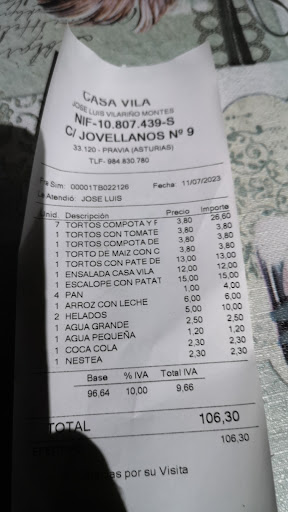 CASA VILA
JOSE LUIS VILARIÑO MONTES
NIF-10.807.439-S
C/ JOVELLANOS Nº 9
33.120 - PRAVIA (ASTURIAS)
TLF- 984.830.780
Fra Sim: 00001TB022126 Fecha: 11/07/2023
Le Atendió: JOSE LUIS
Unid. Descripción Precio Importe
7 TORTOS COMPOTA Y F 3,80 26,60
1 TORTOS CON TOMATE 3,80 3,80
1 TORTOS COMPOTA DE 3,80 3,80
1 TORTO DE MAIZ CON C 3,80 3,80
1 TORTOS CON PATE DE 13,00 13,00
1 ENSALADA CASA VILA 12,00 12,00
1 ESCALOPE CON PATAT 15,00 15,00
4 PAN 1,00 4,00
1 ARROZ CON LECHE 6,00 6,00
2 HELADOS 5,00 10,00
1 AGUA GRANDE 2,50 2,50
1 AGUA PEQUEÑA 1,20 1,20
1 COCA COLA 2,30 2,30
1 NESTEA 2,30 2,30
Base % IVA Total IVA
96,64 10,00 9,66
TOTAL 106,30
106,30
por su Visita